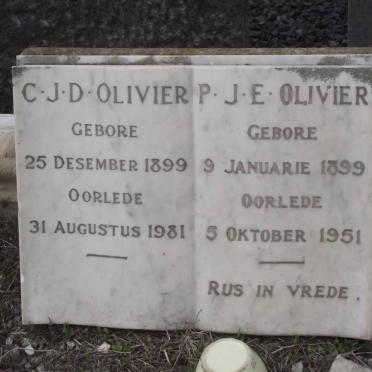 C·J·D·OLIVIER
GEBORE
25 DESEMBER 1899
OORLEDE
31 AUGUSTUS 1981
P·J·E·OLIVIER
GEBORE
9 JANUARIE 1899
OORLEDE
5 OKTOBER 1951
RUS IN VREDE.